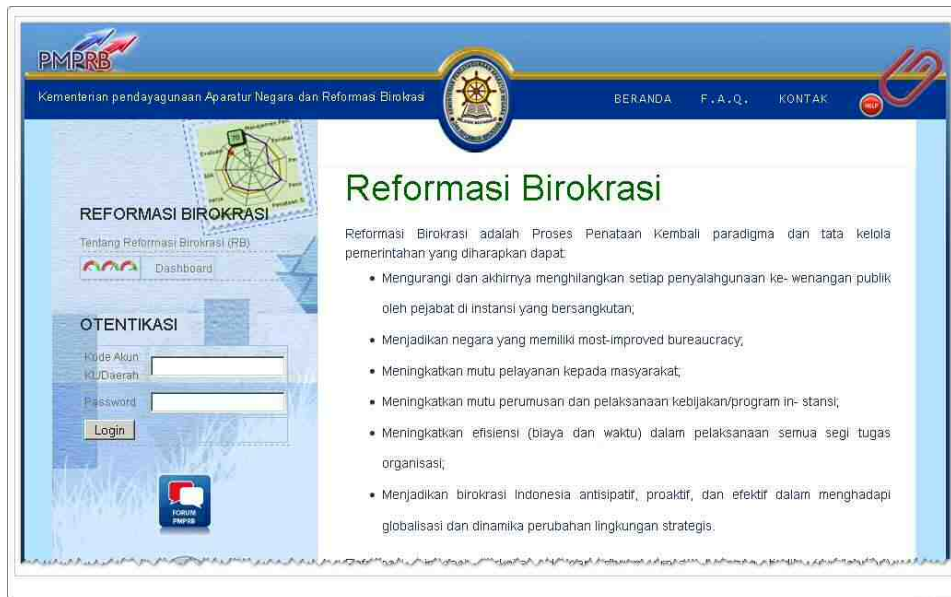 PMPRB
Kementerian pendayagunaan Aparatur Negara dan Reformasi Birokrasi
BERANDA F.A.Q. KONTAK
HELP
REFORMASI BIROKRASI
Tentang Reformasi Birokrasi (RB)
Dashboard
OTENTIKASI
Kode Akun
K/L/Daerah
Password
Login
FORUM
PMPRB
Reformasi Birokrasi
Reformasi Birokrasi adalah Proses Penataan Kembali paradigma dan tata kelola
pemerintahan yang diharapkan dapat:
• Mengurangi dan akhirnya menghilangkan setiap penyalahgunaan ke- wenangan publik
oleh pejabat di instansi yang bersangkutan;
• Menjadikan negara yang memiliki most-improved bureaucracy;
• Meningkatkan mutu pelayanan kepada masyarakat;
• Meningkatkan mutu perumusan dan pelaksanaan kebijakan/program in- stansi;
• Meningkatkan efisiensi (biaya dan waktu) dalam pelaksanaan semua segi tugas
organisasi;
• Menjadikan birokrasi Indonesia antisipatif, proaktif, dan efektif dalam menghadapi
globalisasi dan dinamika perubahan lingkungan strategis.